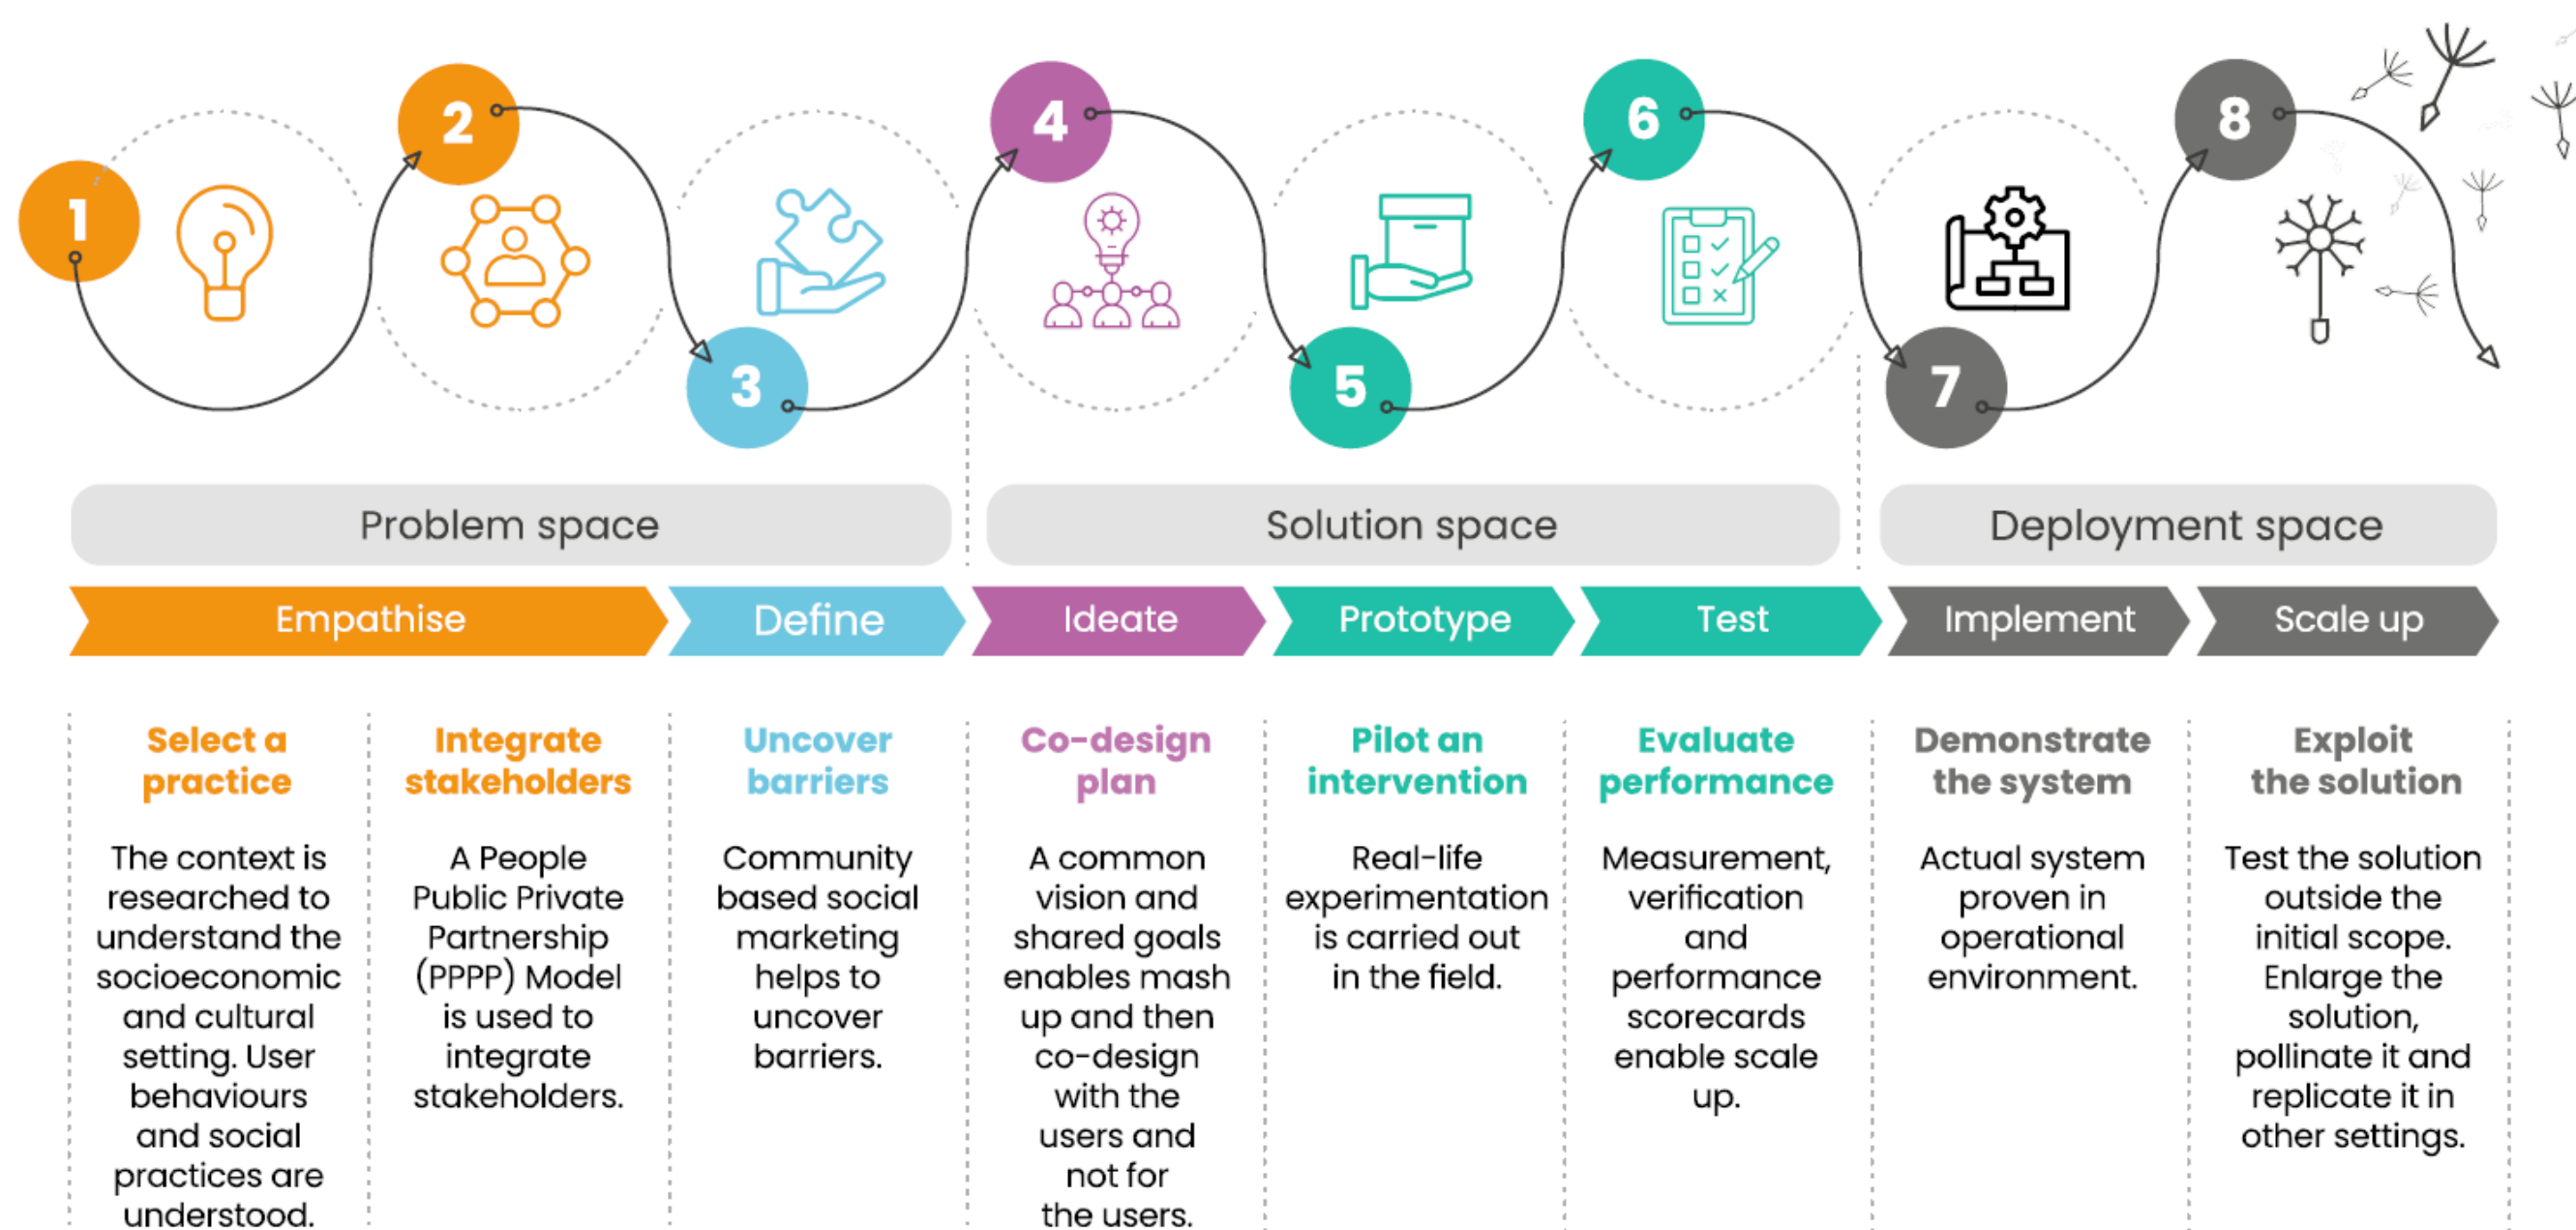 1
2
3
4
5
6
7
8
Problem space
Solution space
Deployment space
Empathise
Define
Ideate
Prototype
Test
Implement
Scale up
Select a
practice
The context is
researched to
understand the
socioeconomic
and cultural
setting. User
behaviours
and social
practices are
understood.
Integrate
stakeholders
A People
Public Private
Partnership
(PPPP) Model
is used to
integrate
stakeholders.
Uncover
barriers
Community
based social
marketing
helps to
uncover
barriers.
Co-design
plan
A common
vision and
shared goals
enables mash
up and then
co-design
with the
users and
not for
the users.
Pilot an
intervention
Real-life
experimentation
is carried out
in the field.
Evaluate
performance
Measurement,
verification
and
performance
scorecards
enable scale
up.
Demonstrate
the system
Actual system
proven in
operational
environment.
Exploit
the solution
Test the solution
outside the
initial scope.
Enlarge the
solution,
pollinate it and
replicate it in
other settings.